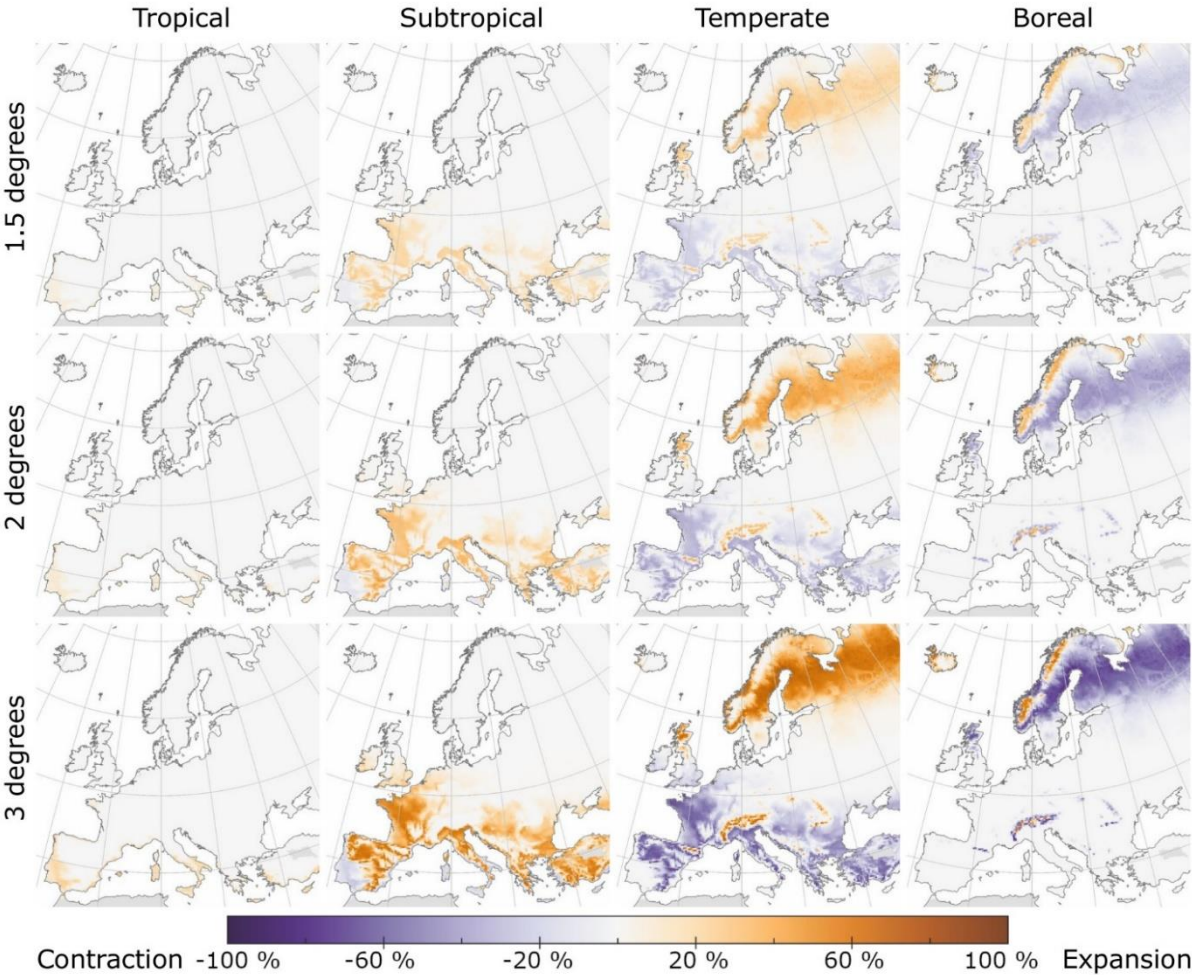 Tropical Subtropical Temperate Boreal
1.5 degrees
2 degrees
3 degrees
Contraction -100 % -60 % -20 % 20 % 60 % 100 % Expansion